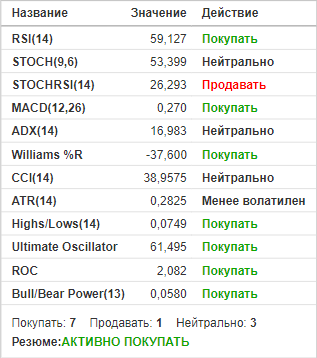 Название Значение Действие
RSI(14) 59,127 Покупать
STOCH(9,6) 53,399 Нейтрально
STOCHRSI(14) 26,293 Продавать
MACD(12,26) 0,270 Покупать
ADX(14) 16,983 Нейтрально
Williams %R -37,600 Покупать
CCI(14) 38,9575 Нейтрально
ATR(14) 0,2825 Менее волатилен
Highs/Lows(14) 0,0749 Покупать
Ultimate Oscillator 61,495 Покупать
ROC 2,082 Покупать
Bull/Bear Power(13) 0,0580 Покупать
Покупать: 7 Продавать: 1 Нейтрально: 3
Резюме:АКТИВНО ПОКУПАТЬ